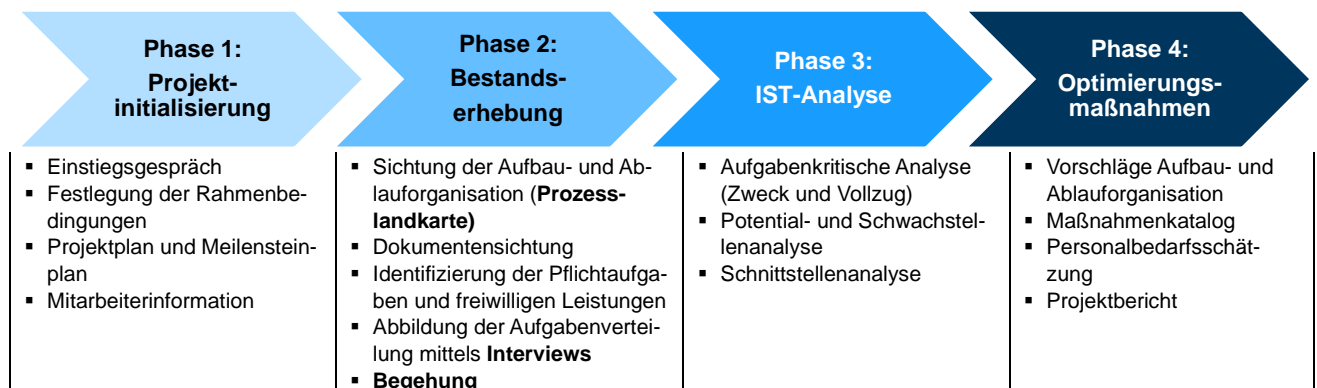 Phase 1:
Projekt-
initialisierung
Phase 2:
Bestands-
erhebung
Phase 3:
IST-Analyse
Phase 4:
Optimierungs-
maßnahmen
▪ Einstiegsgespräch
▪ Festlegung der Rahmenbe-
dingungen
▪ Projektplan und Meilenstein-
plan
▪ Mitarbeiterinformation
▪ Sichtung der Aufbau- und Ab-
lauforganisation (Prozess-
landkarte)
▪ Dokumentensichtung
▪ Identifizierung der Pflichtaufga-
ben und freiwilligen Leistungen
▪ Abbildung der Aufgabenvertei-
lung mittels Interviews
▪ Begehung
▪ Aufgabenkritische Analyse
(Zweck und Vollzug)
▪ Potential- und Schwachstel-
lenanalyse
▪ Schnittstellenanalyse
▪ Vorschläge Aufbau- und
Ablauforganisation
▪ Maßnahmenkatalog
▪ Personalbedarfsschät-
zung
▪ Projektbericht